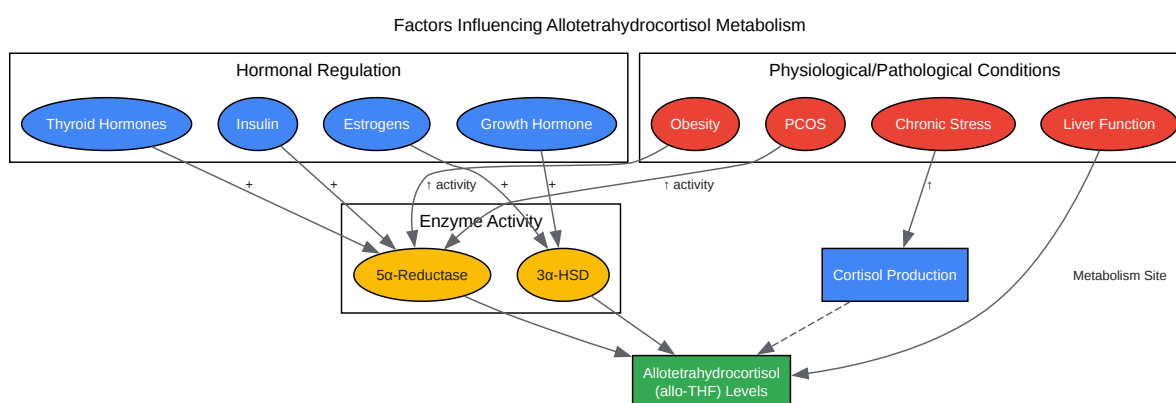 Factors Influencing Allotetrahydrocortisol Metabolism
Hormonal Regulation
Physiological/Pathological Conditions
Thyroid Hormones
Insulin
Estrogens
Growth Hormone
Obesity
PCOS
Chronic Stress
Liver Function
+
+
↑ activity
+
+
↑ activity
↑
Enzyme Activity
5α-Reductase
3α-HSD
Cortisol Production
Metabolism Site
Allotetrahydrocortisol
(allo-THF) Levels